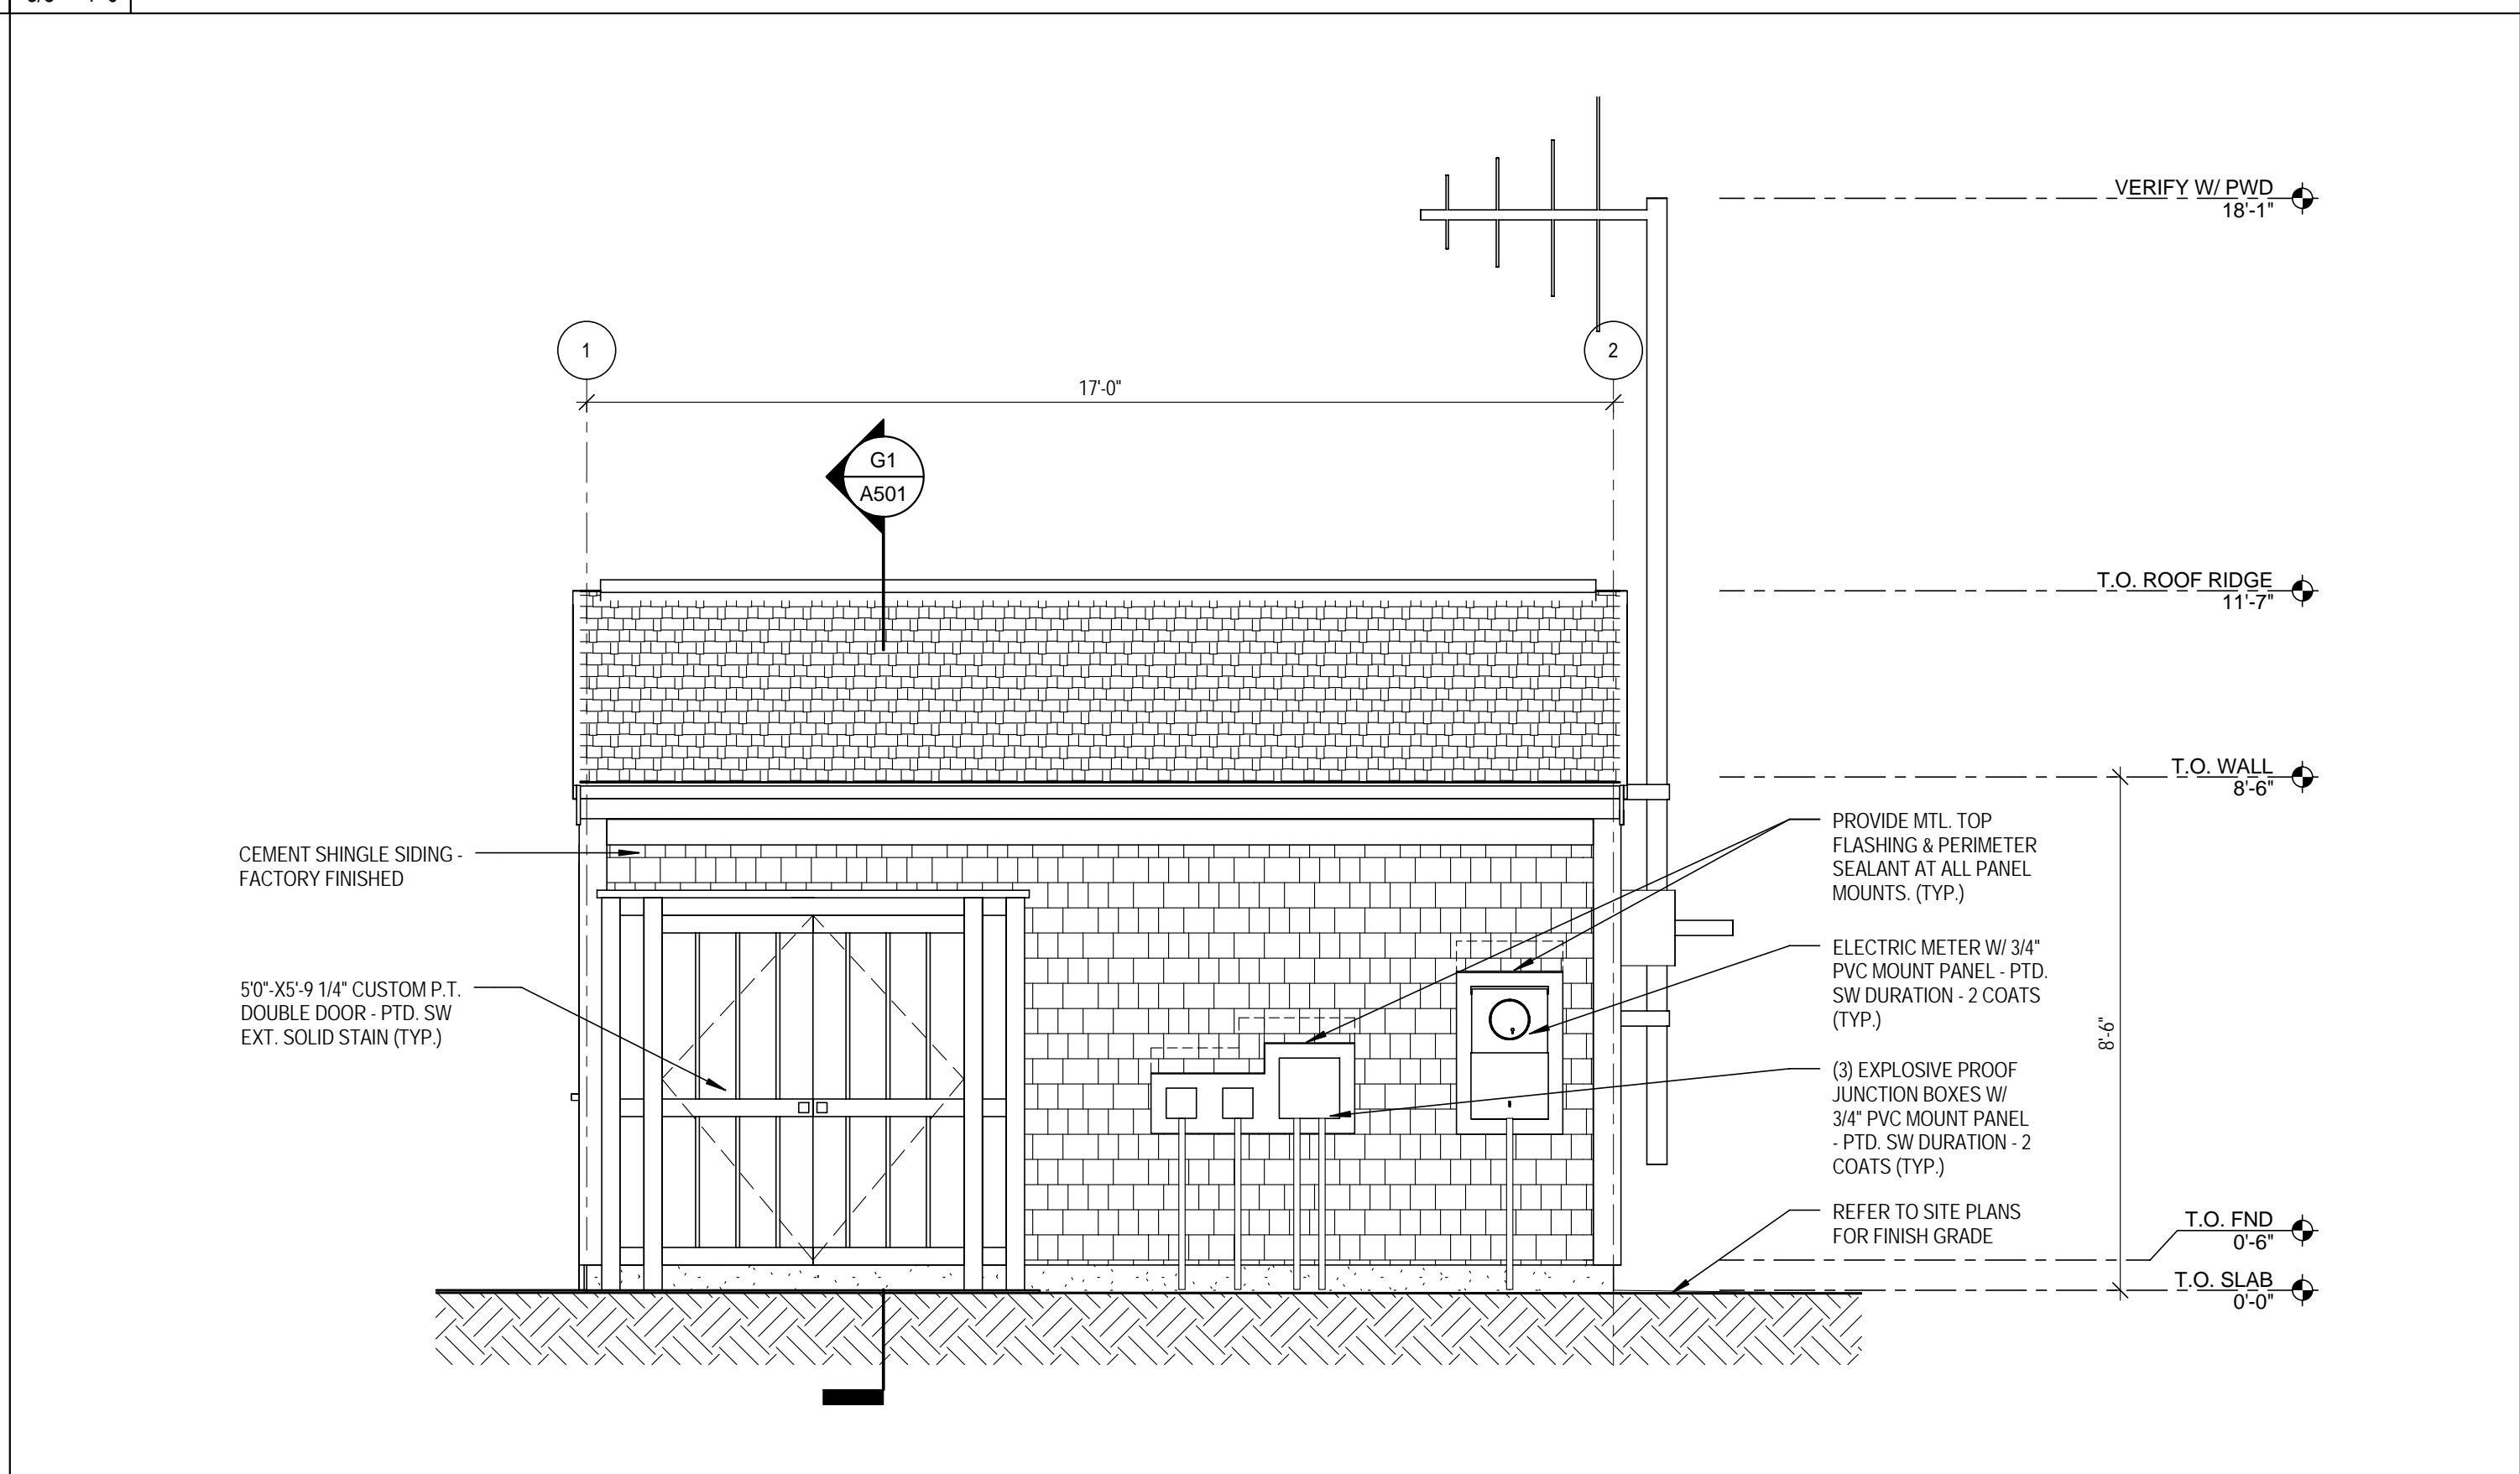 VERIFY W/ PWD
18'-1"
1
2
17'-0"
G1
A501
T.O. ROOF RIDGE
11'-7"
T.O. WALL
8'-6"
CEMENT SHINGLE SIDING -
FACTORY FINISHED
5'0"-X5'-9 1/4" CUSTOM P.T.
DOUBLE DOOR - PTD. SW
EXT. SOLID STAIN (TYP.)
PROVIDE MTL. TOP
FLASHING & PERIMETER
SEALANT AT ALL PANEL
MOUNTS. (TYP.)
ELECTRIC METER W/ 3/4"
PVC MOUNT PANEL - PTD.
SW DURATION - 2 COATS
(TYP.)
(3) EXPLOSIVE PROOF
JUNCTION BOXES W/
3/4" PVC MOUNT PANEL
- PTD. SW DURATION - 2
COATS (TYP.)
REFER TO SITE PLANS
FOR FINISH GRADE
8'-6"
T.O. FND
0'-6"
T.O. SLAB
0'-0"